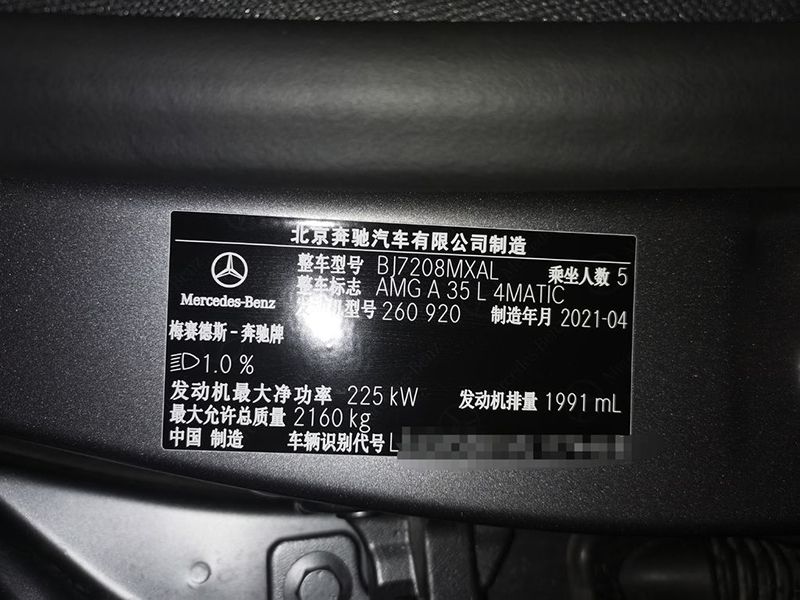 北京奔驰汽车有限公司制造
整车型号 BJ7208MXAL 乘坐人数 5
整车标志 AMG A 35 L 4MATIC
发动机型号 260 920 制造年月 2021-04
Mercedes-Benz
梅赛德斯-奔驰牌
1.0 %
发动机最大净功率 225 kW 发动机排量 1991 mL
最大允许总质量 2160 kg
中国 制造 车辆识别代号 L